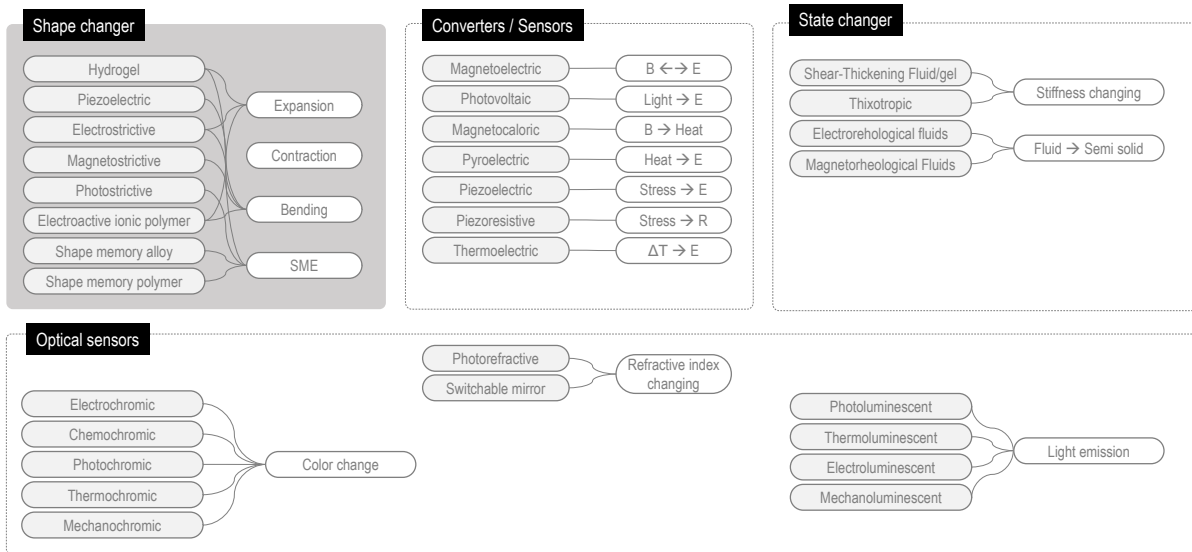 Shape changer
Hydrogel
Piezoelectric
Electrostrictive
Magnetostrictive
Photostrictive
Electroactive ionic polymer
Shape memory alloy
Shape memory polymer
Expansion
Contraction
Bending
SME
Converters / Sensors
Magnetoelectric
B ←→ E
Photovoltaic
Light → E
Magnetocaloric
B → Heat
Pyroelectric
Heat → E
Piezoelectric
Stress → E
Piezoresistive
Stress → R
Thermoelectric
ΔT → E
State changer
Shear-Thickening Fluid/gel
Thixotropic
Electrorehological fluids
Magnetorheological Fluids
Stiffness changing
Fluid → Semi solid
Optical sensors
Electrochromic
Chemochromic
Photochromic
Thermochromic
Mechanochromic
Color change
Photorefractive
Switchable mirror
Refractive index
changing
Photoluminescent
Thermoluminescent
Electroluminescent
Mechanoluminescent
Light emission